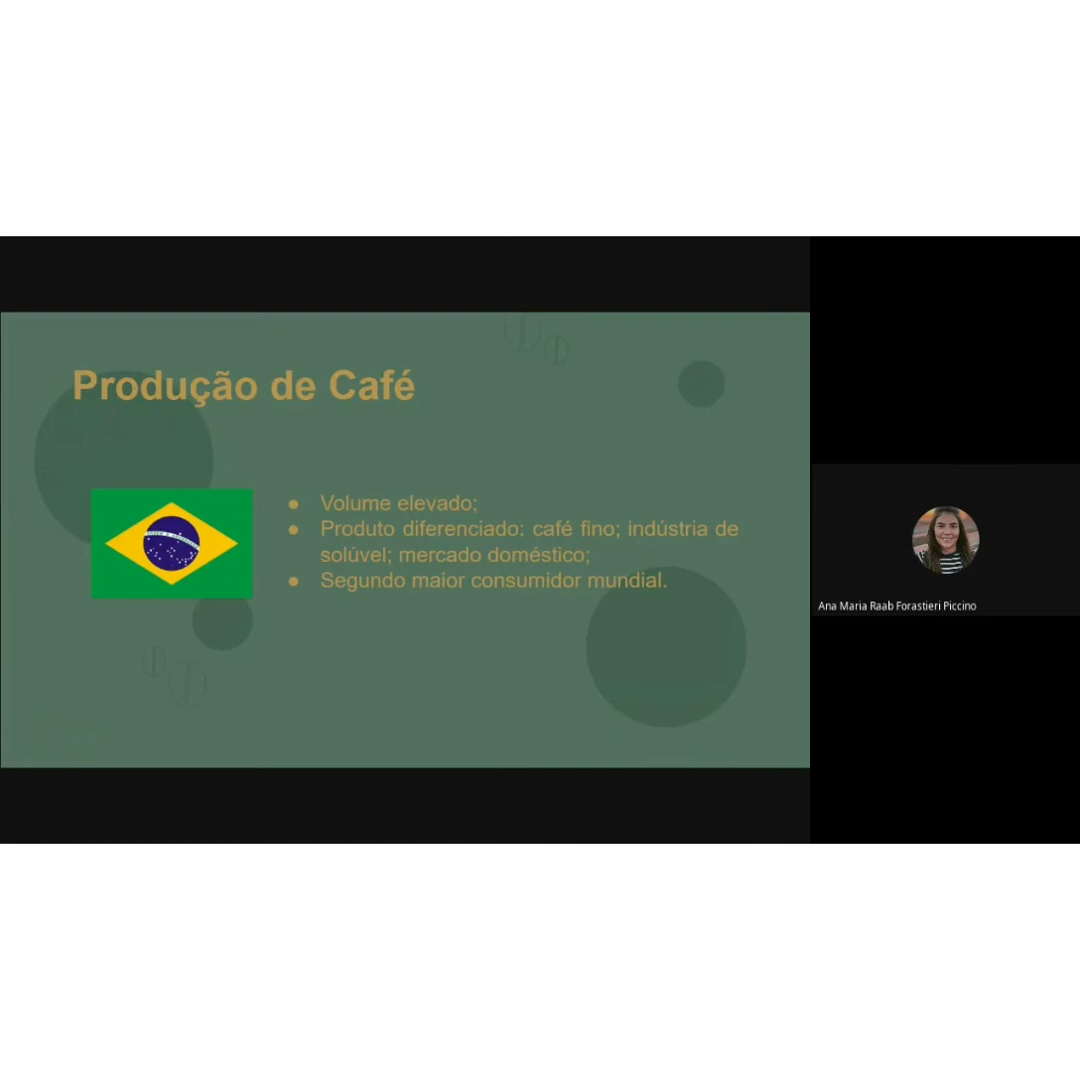 Produção de Café
● Volume elevado;
● Produto diferenciado: café fino; indústria de
solúvel; mercado doméstico;
● Segundo maior consumidor mundial.
Ana Maria Raab Forastieri Piccino